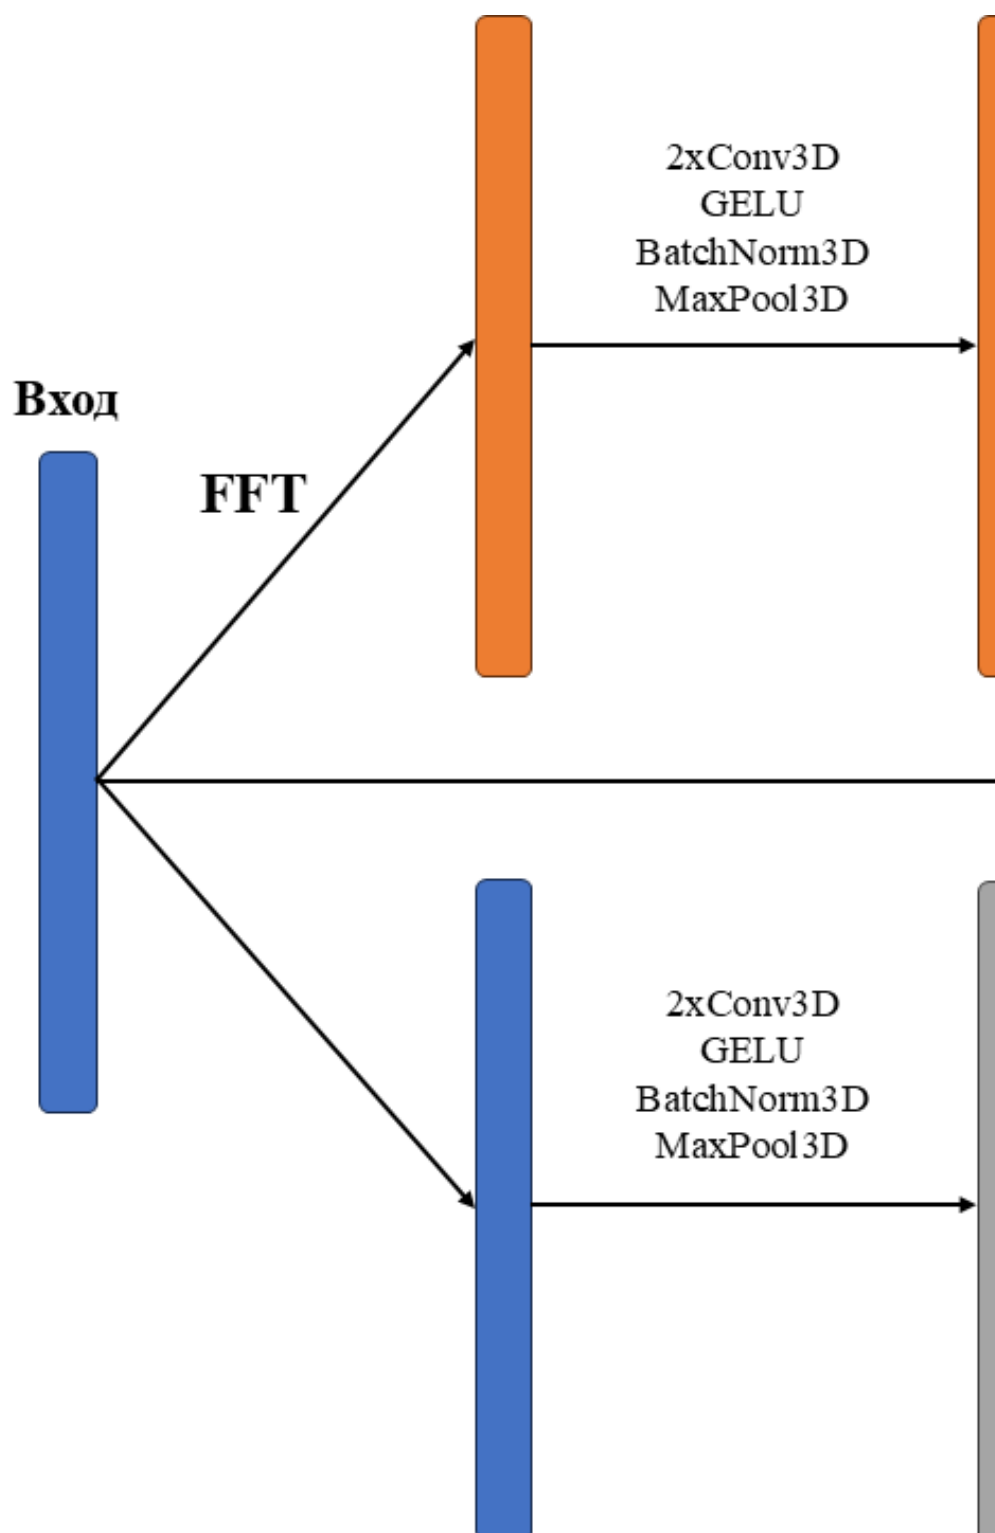 2xConv3D
GELU
BatchNorm3D
MaxPool3D
Вход
FFT
2xConv3D
GELU
BatchNorm3D
MaxPool3D